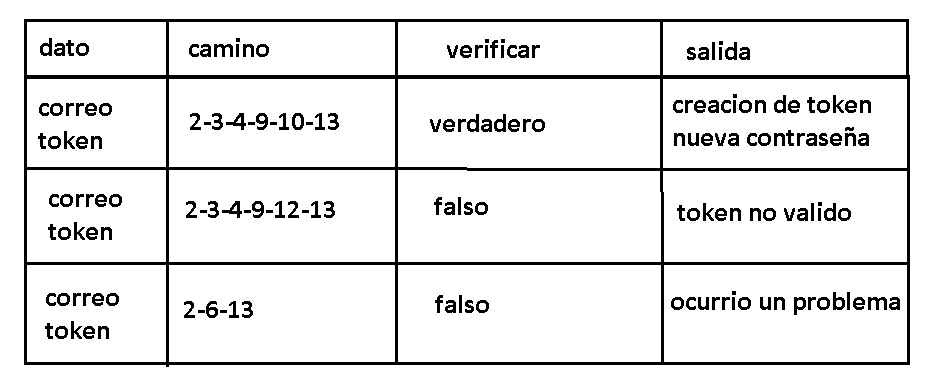 dato camino verificar salida
correo
token
2-3-4-9-10-13
verdadero
creacion de token
nueva contraseña
correo
token
2-3-4-9-12-13
falso
token no valido
correo
token
2-6-13
falso
ocurrio un problema